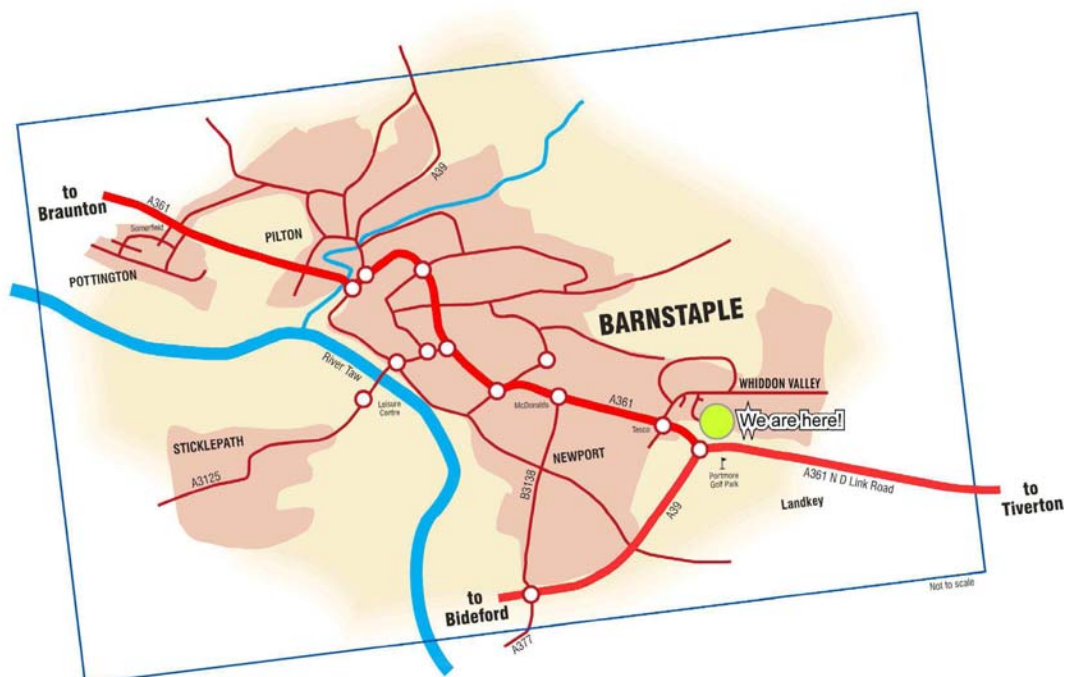 to
Braunton
A361
Somerfield
POTTINGTON
PILTON
A39
BARNSTAPLE
River Taw
Leisure
Centre
McDonalds
A361
WHIDDON VALLEY
We are here!
Tesco
STICKLEPATH
A3125
NEWPORT
B3138
A39
Portmore
Golf Park
A361 N D Link Road
Landkey
to
Tiverton
to
Bideford
A377
Not to scale